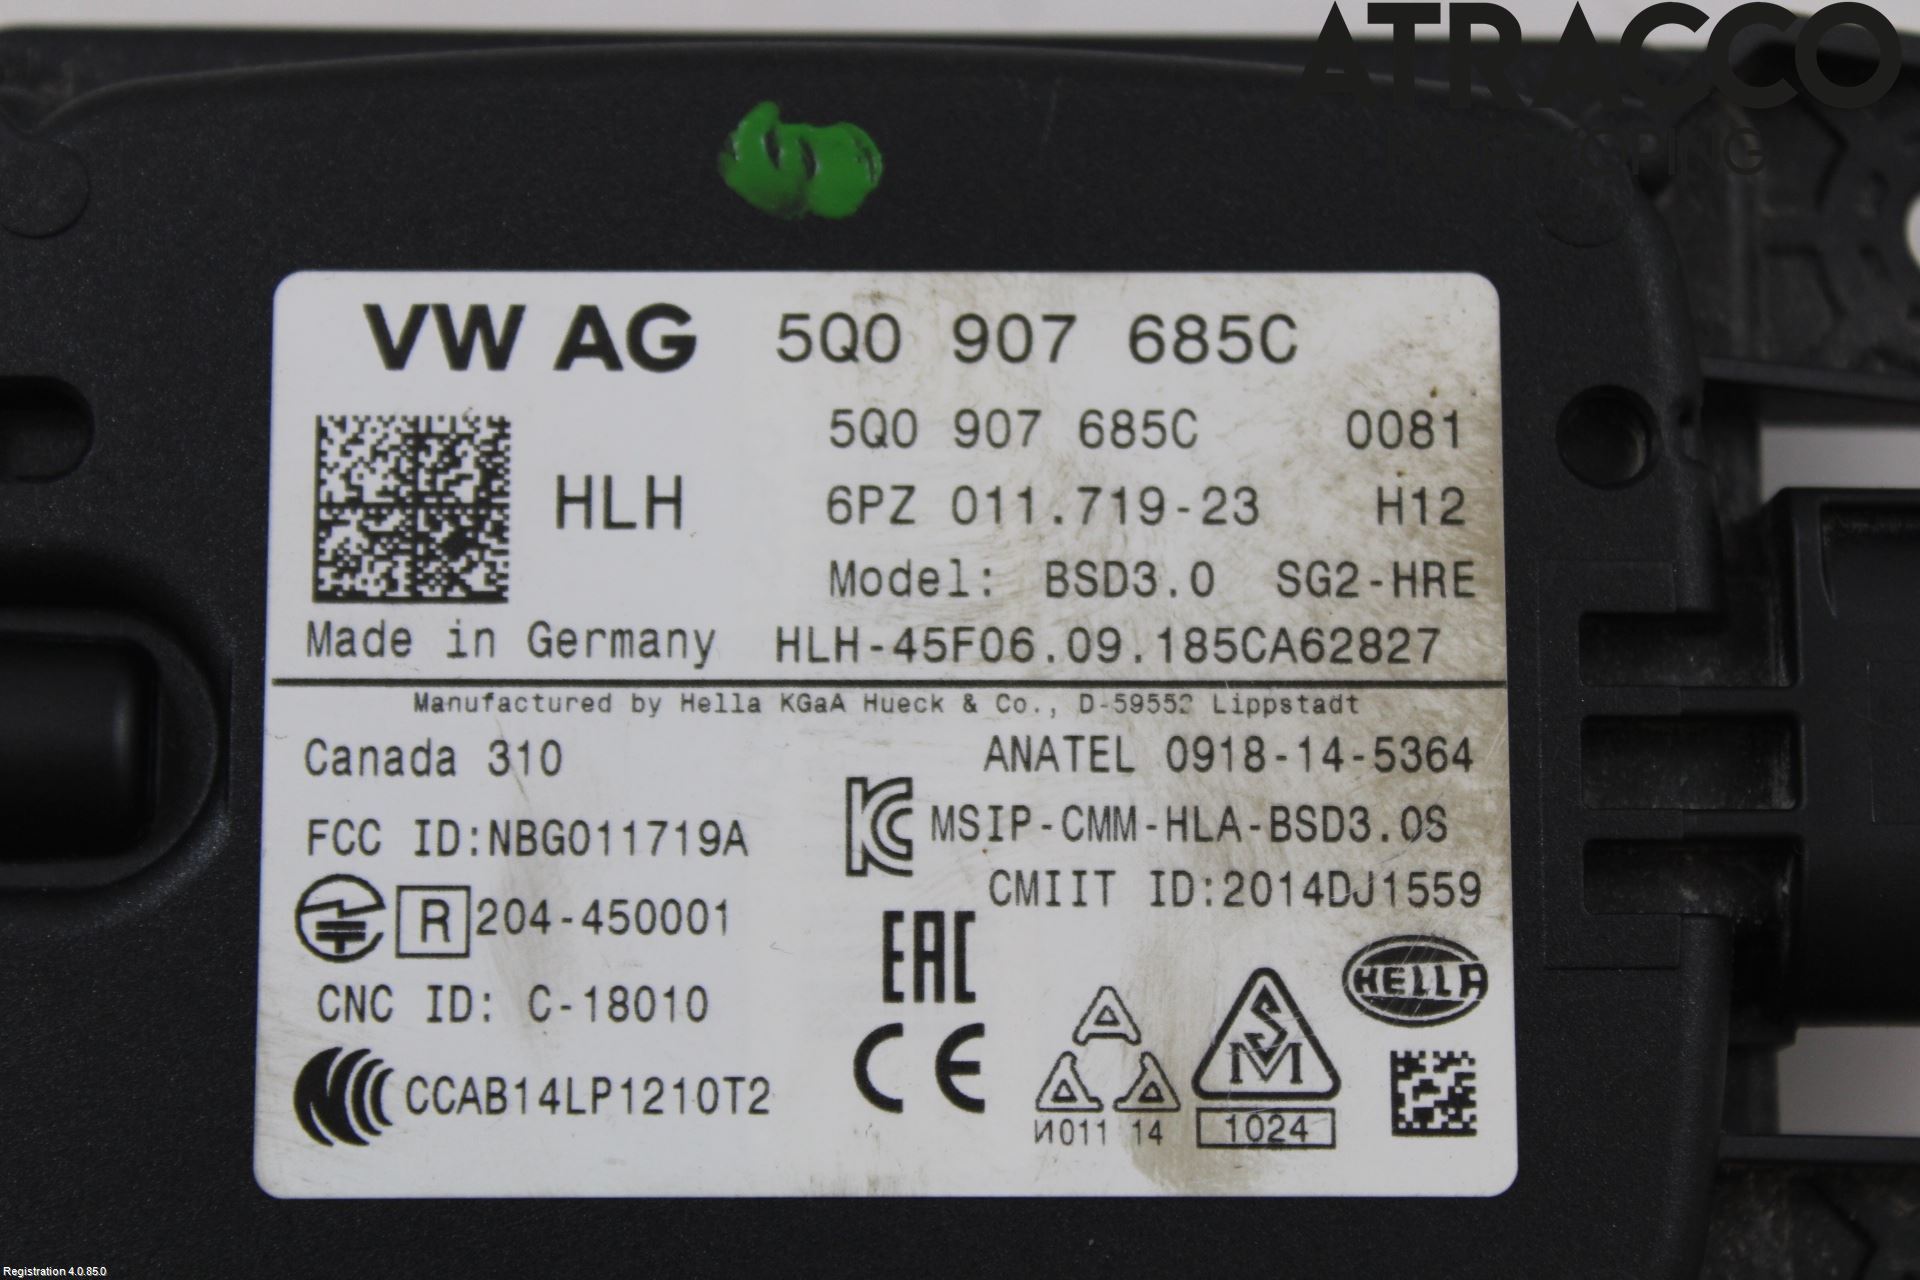 ATRACCO
VW AG 5Q0 907 685C
5Q0 907 685C 0081
HLH 6PZ 011.719-23 H12
Model: BSD3.0 SG2-HRE
Made in Germany HLH-45F06.09.185CA62827
Manufactured by Hella KGaA Hueck & Co., D-59552 Lippstadt
Canada 310 ANATEL 0918-14-5364
FCC ID:NBG011719A MSIP-CMM-HLA-BSD3.0S
CMIIT ID:2014DJ1559
R 204-450001
EAC
HELLA
CNC ID: C-18010
CE
SM
CCAB14LP1210T2
И011 14
1024
Registration 4.0.85.0